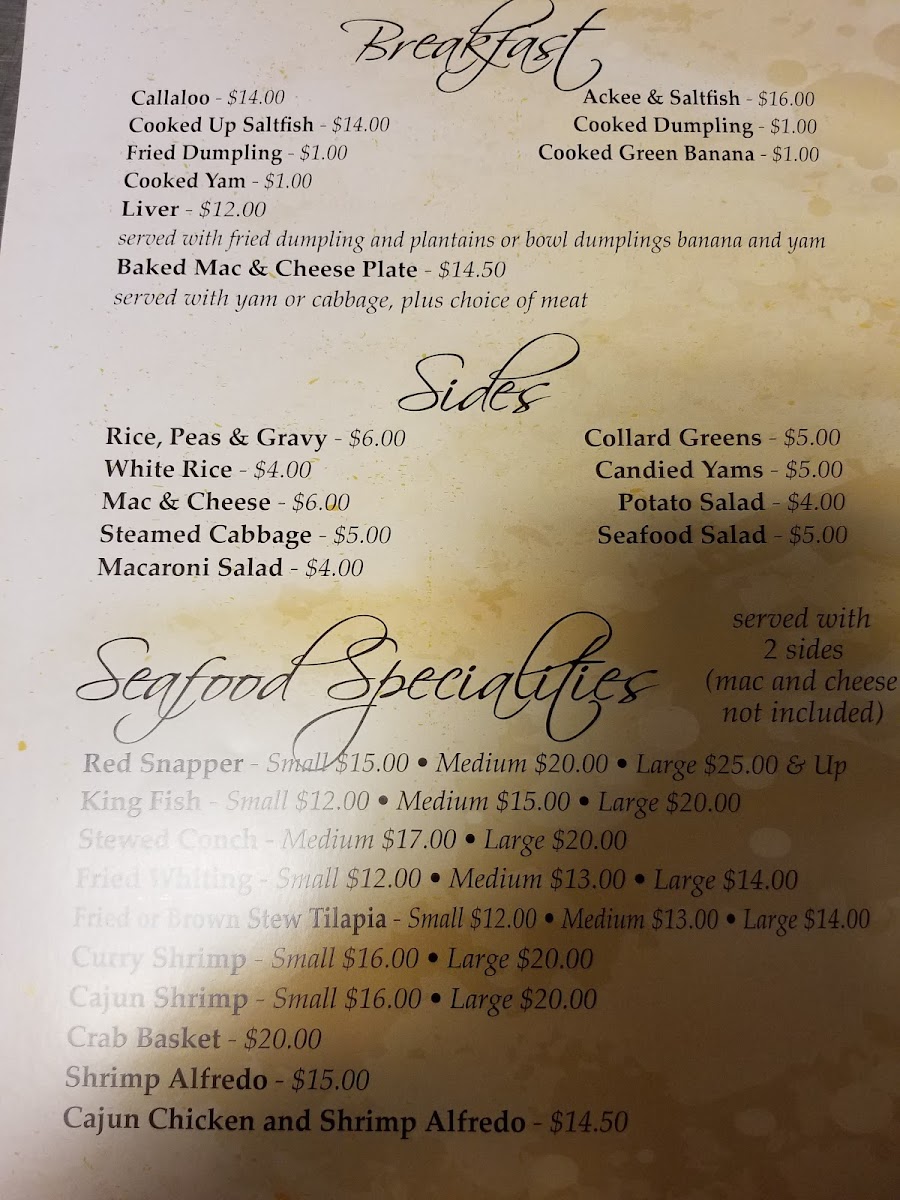 Breakfast
Callaloo - $14.00
Ackee & Saltfish - $16.00
Cooked Up Saltfish - $14.00
Cooked Dumpling - $1.00
Fried Dumpling - $1.00
Cooked Green Banana - $1.00
Cooked Yam - $1.00
Liver - $12.00
served with fried dumpling and plantains or bowl dumplings banana and yam
Baked Mac & Cheese Plate - $14.50
served with yam or cabbage, plus choice of meat
Sides
Rice, Peas & Gravy - $6.00
Collard Greens - $5.00
White Rice - $4.00
Candied Yams - $5.00
Mac & Cheese - $6.00
Potato Salad - $4.00
Steamed Cabbage - $5.00
Seafood Salad - $5.00
Macaroni Salad - $4.00
Seafood Specialities
served with
2 sides
(mac and cheese
not included)
Red Snapper - Small $15.00 • Medium $20.00 • Large $25.00 & Up
King Fish - Small $12.00 • Medium $15.00 • Large $20.00
Stewed Conch - Medium $17.00 • Large $20.00
Fried Whiting - Small $12.00 • Medium $13.00 • Large $14.00
Fried or Brown Stew Tilapia - Small $12.00 • Medium $13.00 • Large $14.00
Curry Shrimp - Small $16.00 • Large $20.00
Cajun Shrimp - Small $16.00 • Large $20.00
Crab Basket - $20.00
Shrimp Alfredo - $15.00
Cajun Chicken and Shrimp Alfredo - $14.50